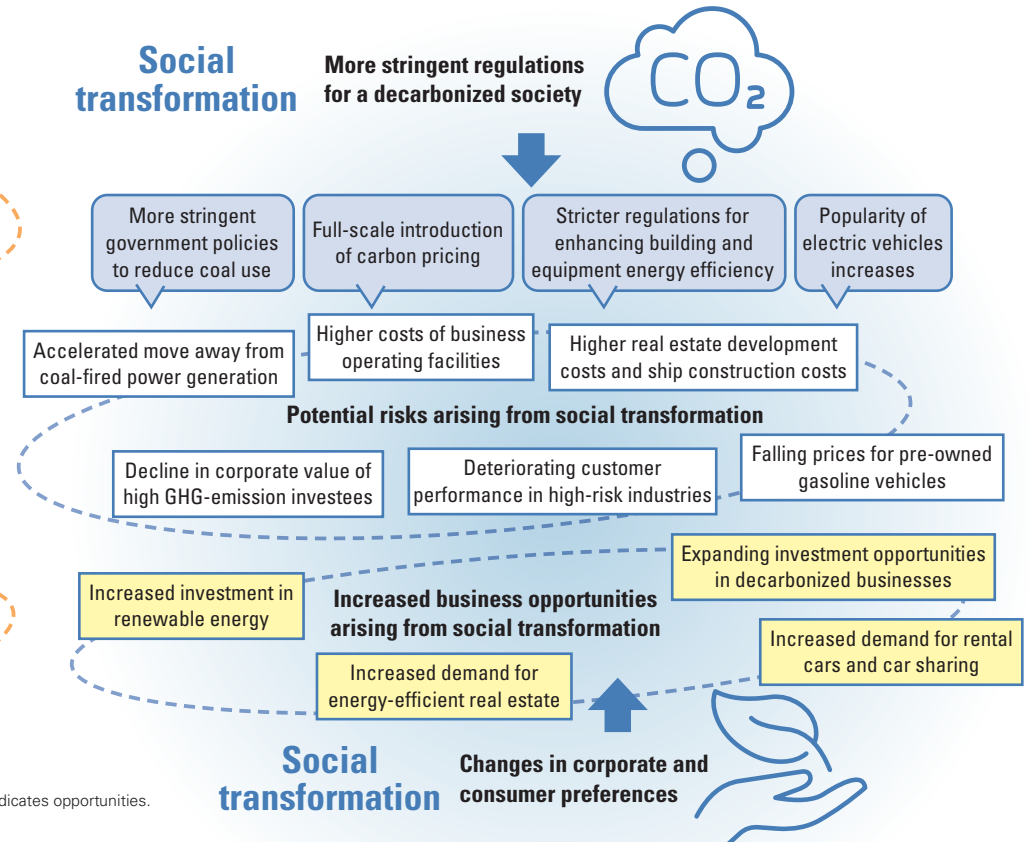 Social
transformation
More stringent regulations
for a decarbonized society
CO2
More stringent
government policies
to reduce coal use
Full-scale introduction
of carbon pricing
Stricter regulations for
enhancing building and
equipment energy efficiency
Popularity of
electric vehicles
increases
Accelerated move away from
coal-fired power generation
Higher costs of business
operating facilities
Higher real estate development
costs and ship construction costs
Potential risks arising from social transformation
Decline in corporate value of
high GHG-emission investees
Deteriorating customer
performance in high-risk industries
Falling prices for pre-owned
gasoline vehicles
Expanding investment opportunities
in decarbonized businesses
Increased investment in
renewable energy
Increased business opportunities
arising from social transformation
Increased demand for rental
cars and car sharing
Increased demand for
energy-efficient real estate
Social
transformation
Changes in corporate and
consumer preferences
dicates opportunities.